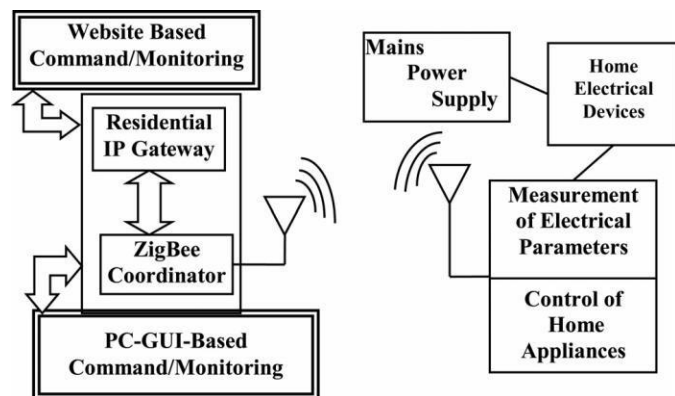 Website Based
Command/Monitoring
Residential
IP Gateway
ZigBee
Coordinator
PC-GUI-Based
Command/Monitoring
Mains
Power
Supply
Home
Electrical
Devices
Measurement
of Electrical
Parameters
Control of
Home
Appliances